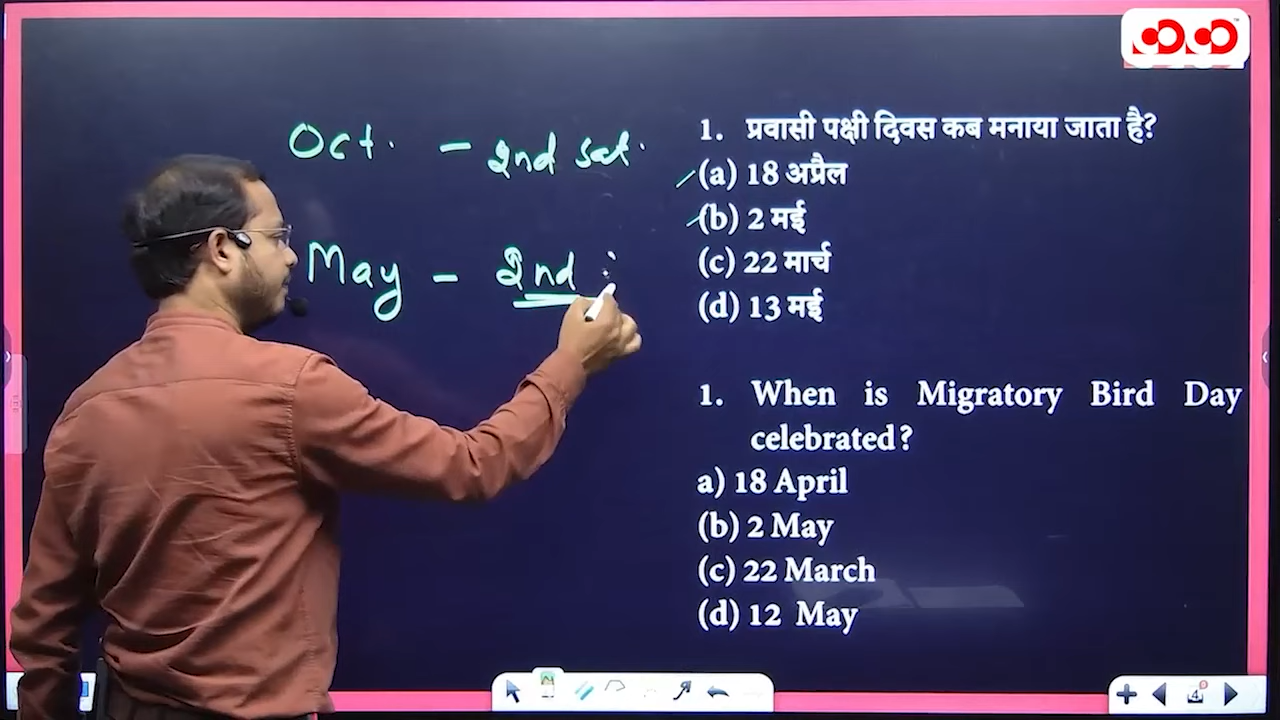 Oct. - 2nd sat.
May - 2nd
1. प्रवासी पक्षी दिवस कब मनाया जाता है?
(a) 18 अप्रैल
(b) 2 मई
(c) 22 मार्च
(d) 13 मई
1. When is Migratory Bird Day
celebrated?
a) 18 April
(b) 2 May
(c) 22 March
(d) 12 May
4